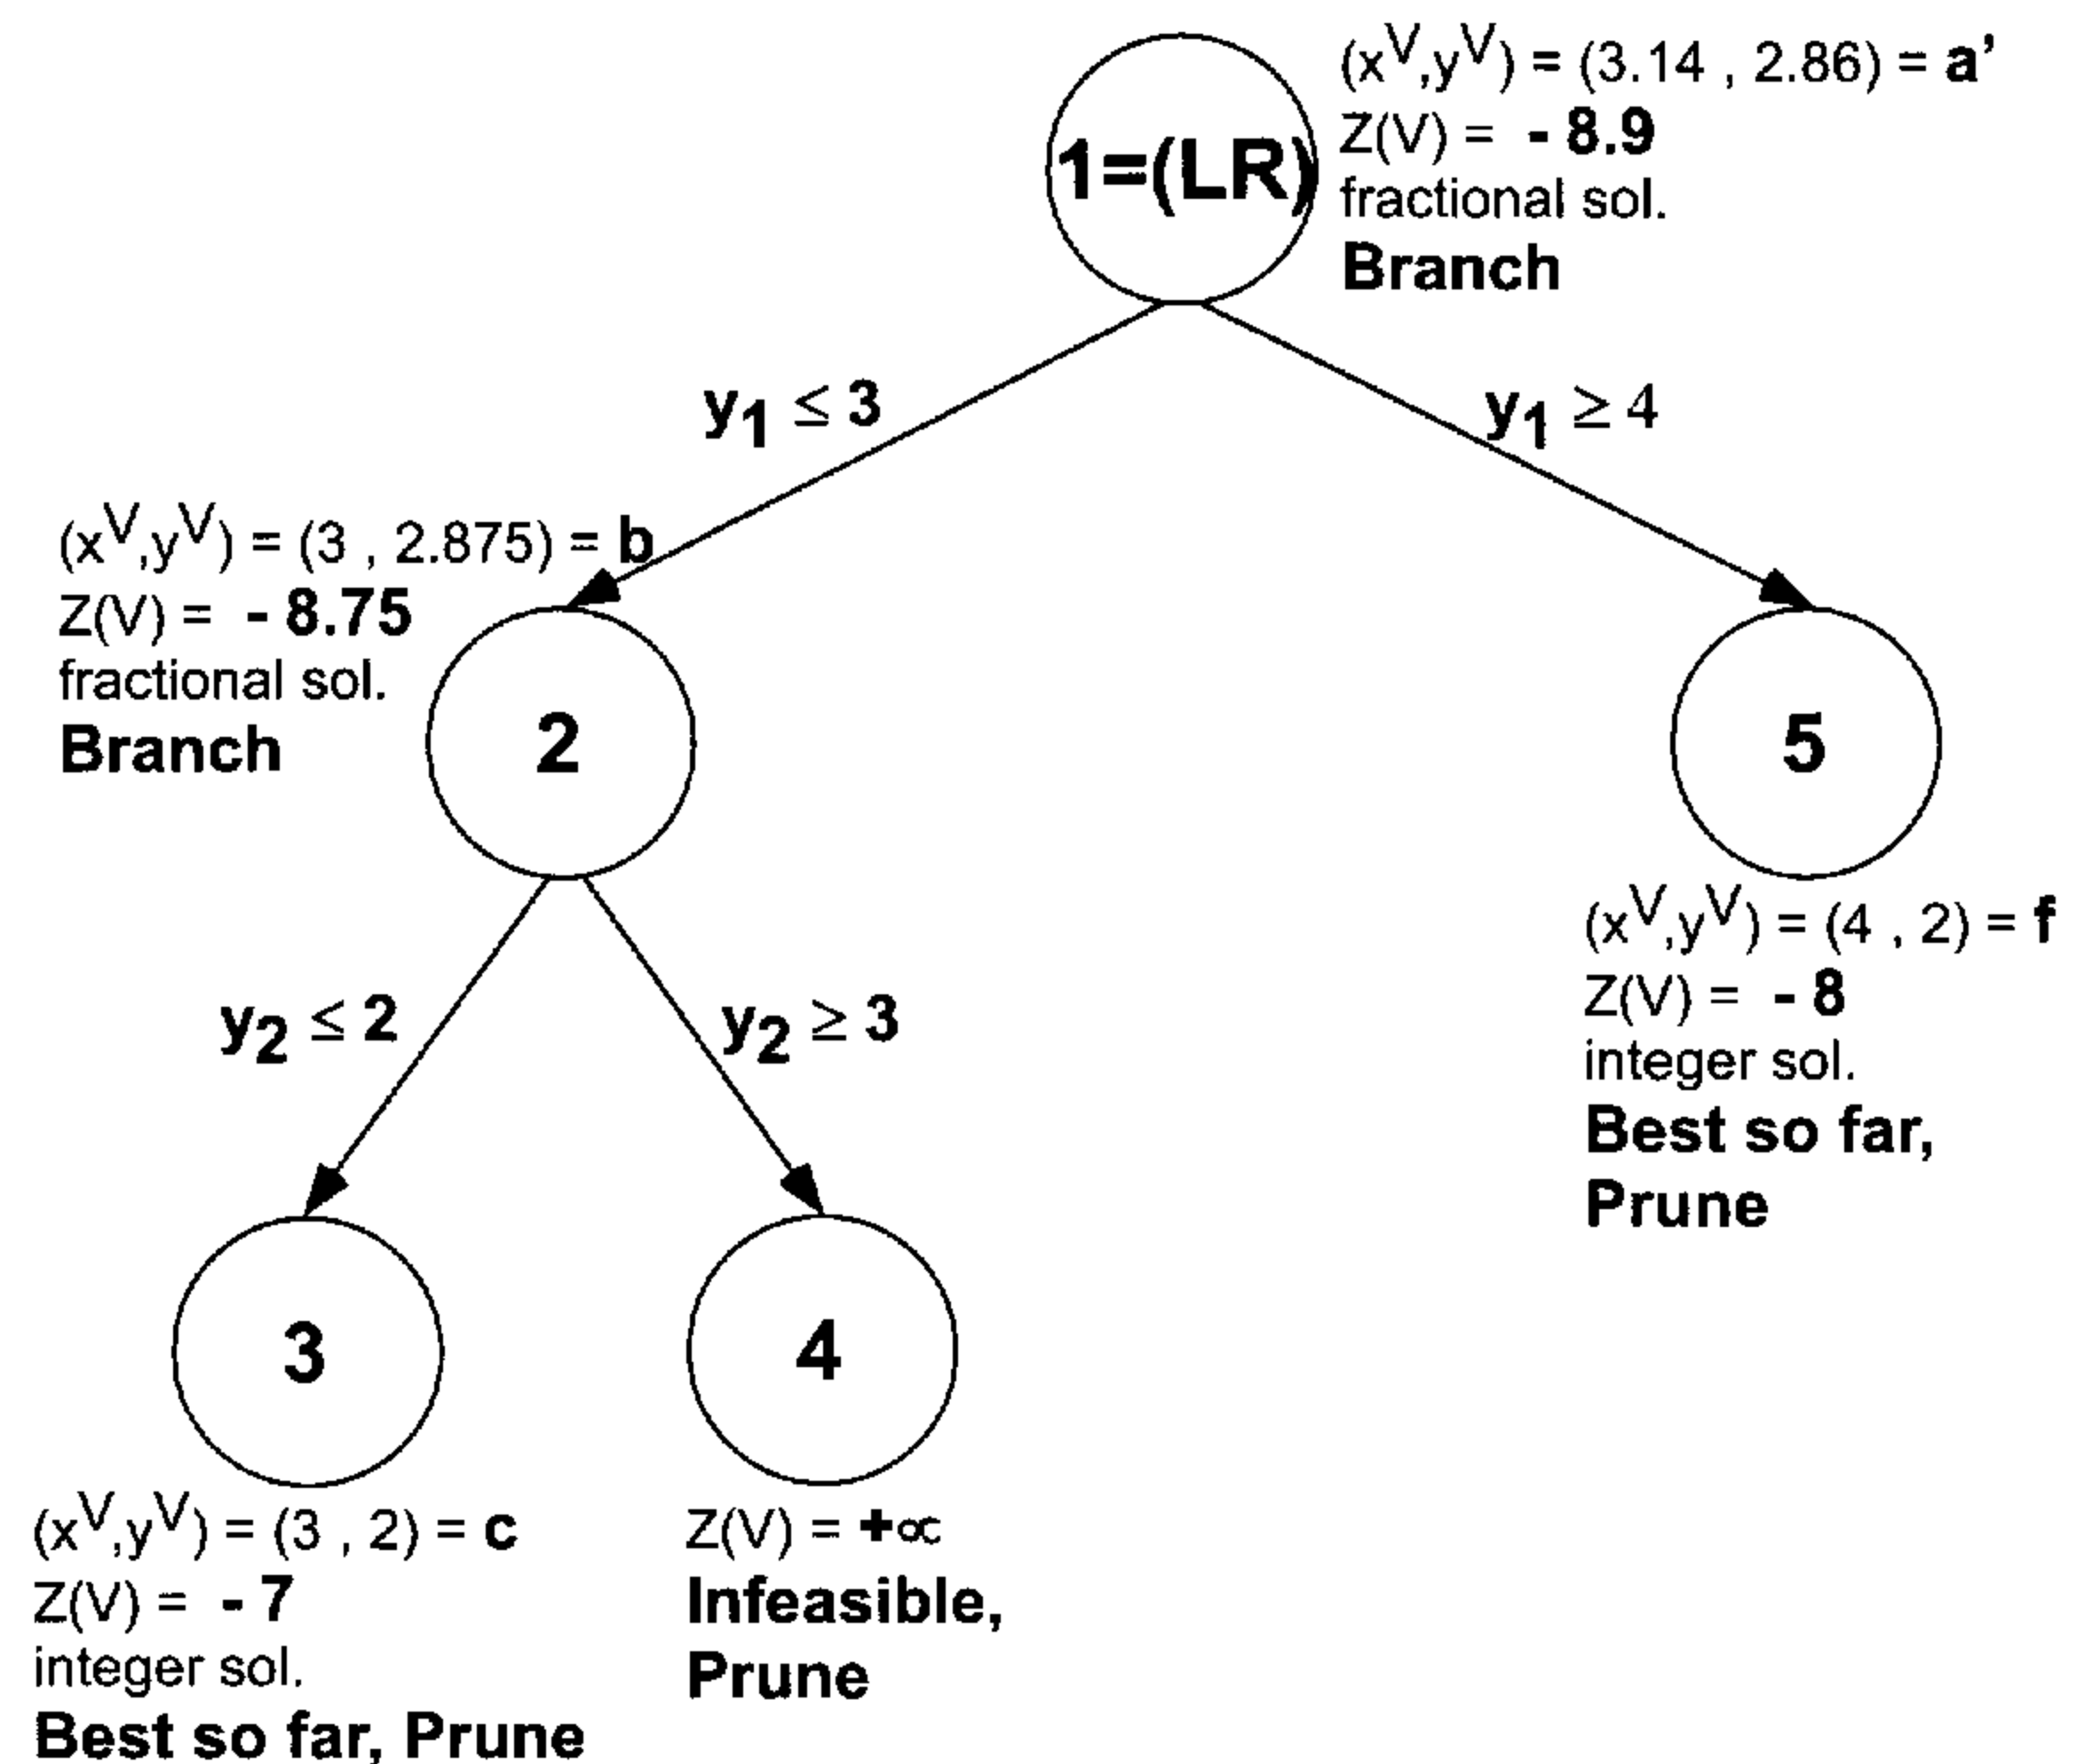 (x^V,y^V) = (3.14 , 2.86) = a’
Z(V) = - 8.9
fractional sol.
Branch
1=(LR)
y₁ ≤ 3
y₁ ≥ 4
(x^V,y^V) = (3 , 2.875) = b
Z(V) = - 8.75
fractional sol.
Branch
2
5
(x^V,y^V) = (4 , 2) = f
Z(V) = - 8
integer sol.
Best so far,
Prune
y₂ ≤ 2
y₂ ≥ 3
3
4
(x^V,y^V) = (3 , 2) = c
Z(V) = - 7
integer sol.
Best so far, Prune
Z(V) = +∝
Infeasible,
Prune